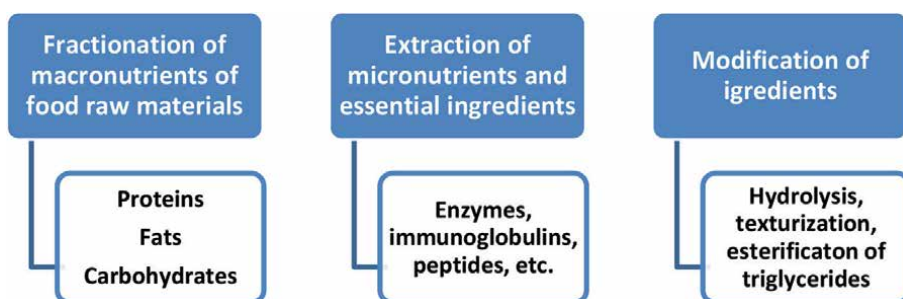 Fractionation of
macronutrients of
food raw materials
Proteins
Fats
Carbohydrates
Extraction of
micronutrients and
essential ingredients
Enzymes,
immunoglobulins,
peptides, etc.
Modification of
igredients
Hydrolysis,
texturization,
esterificaton of
triglycerides